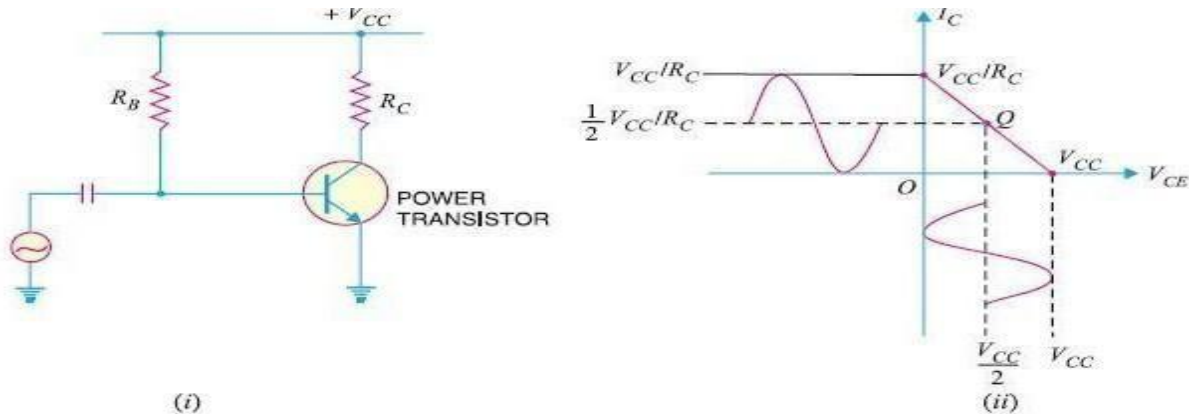 + V_CC
R_B
R_C
POWER
TRANSISTOR
(i)
I_C
V_CC/R_C
V_CC/R_C
1/2 V_CC/R_C
Q
V_CC
O
V_CE
V_CC/2
V_CC
(ii)